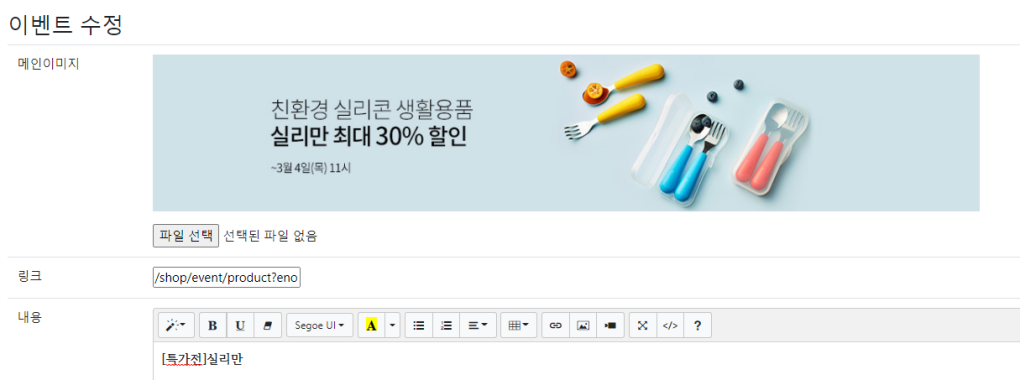 이벤트 수정
메인이미지
친환경 실리콘 생활용품
실리만 최대 30% 할인
~3월 4일(목) 11시
파일 선택 선택된 파일 없음
링크 /shop/event/product?eno
내용
B U Segoe UI A </> ?
[특가전]실리만